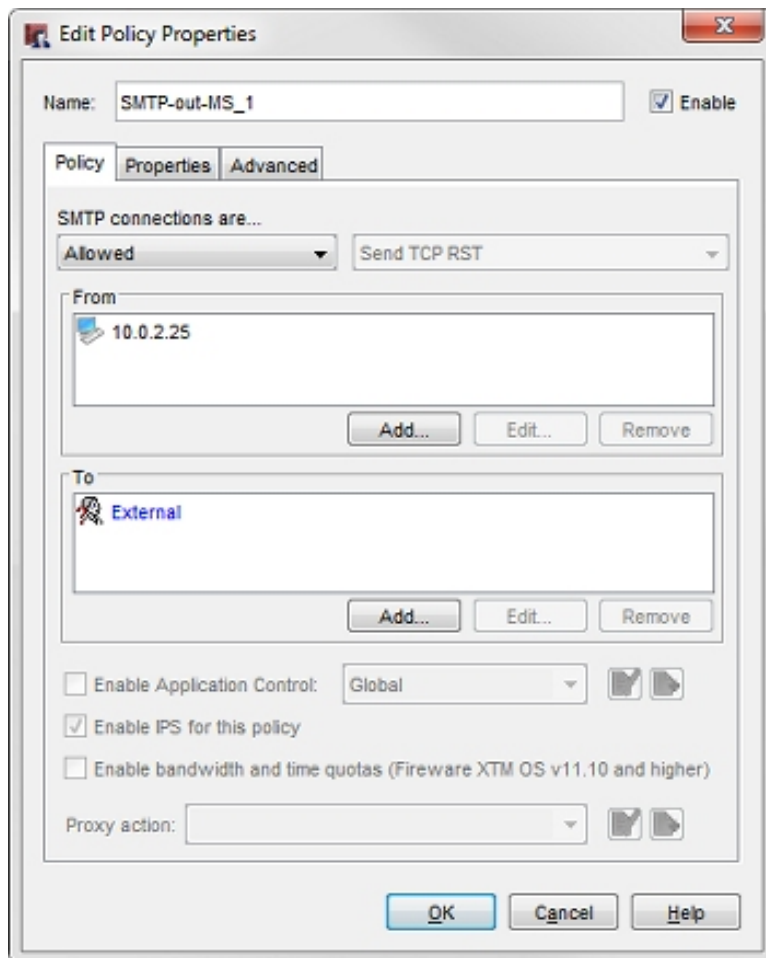 Edit Policy Properties
Name: SMTP-out-MS_1 Enable
Policy Properties Advanced
SMTP connections are...
Allowed Send TCP RST
From
10.0.2.25
Add... Edit... Remove
To
External
Add... Edit... Remove
Enable Application Control: Global
Enable IPS for this policy
Enable bandwidth and time quotas (Fireware XTM OS v11.10 and higher)
Proxy action:
OK Cancel Help